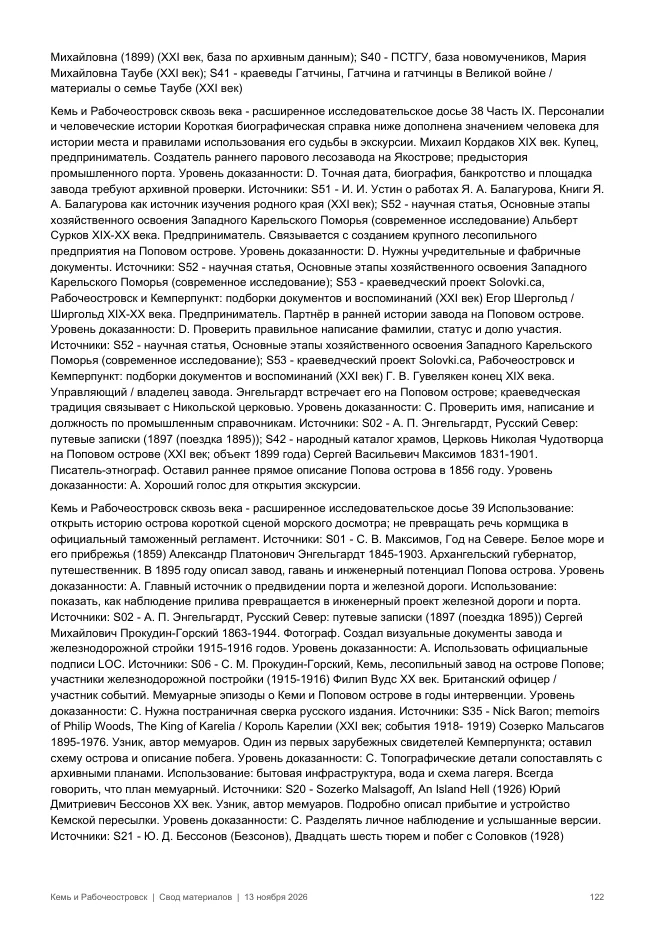 Михайловна (1899) (XXI век, база по архивным данным); S40 - ПСТГУ, база новомучеников, Мария
Михайловна Таубе (XXI век); S41 - краеведы Гатчины, Гатчина и гатчинцы в Великой войне /
материалы о семье Таубе (XXI век)
Кемь и Рабочеостровск сквозь века - расширенное исследовательское досье 38 Часть IX. Персоналии
и человеческие истории Короткая биографическая справка ниже дополнена значением человека для
истории места и правилами использования его судьбы в экскурсии. Михаил Кордаков XIX век. Купец,
предприниматель. Создатель раннего парового лесозавода на Якострове; предыстория
промышленного порта. Уровень доказанности: D. Точная дата, биография, банкротство и площадка
завода требуют архивной проверки. Источники: S51 - И. И. Устин о работах Я. А. Балагурова, Книги Я.
А. Балагурова как источник изучения родного края (XXI век); S52 - научная статья, Основные этапы
хозяйственного освоения Западного Карельского Поморья (современное исследование) Альберт
Сурков XIX-XX века. Предприниматель. Связывается с созданием крупного лесопильного
предприятия на Поповом острове. Уровень доказанности: D. Нужны учредительные и фабричные
документы. Источники: S52 - научная статья, Основные этапы хозяйственного освоения Западного
Карельского Поморья (современное исследование); S53 - краеведческий проект Solovki.ca,
Рабочеостровск и Кемперпункт: подборки документов и воспоминаний (XXI век) Егор Шергольд /
Ширгольд XIX-XX века. Предприниматель. Партнёр в ранней истории завода на Поповом острове.
Уровень доказанности: D. Проверить правильное написание фамилии, статус и долю участия.
Источники: S52 - научная статья, Основные этапы хозяйственного освоения Западного Карельского
Поморья (современное исследование); S53 - краеведческий проект Solovki.ca, Рабочеостровск и
Кемперпункт: подборки документов и воспоминаний (XXI век) Г. В. Гувелякен конец XIX века.
Управляющий / владелец завода. Энгельгардт встречает его на Поповом острове; краеведческая
традиция связывает с Никольской церковью. Уровень доказанности: C. Проверить имя, написание и
должность по промышленным справочникам. Источники: S02 - А. П. Энгельгардт, Русский Север:
путевые записки (1897 (поездка 1895)); S42 - народный каталог храмов, Церковь Николая Чудотворца
на Поповом острове (XXI век; объект 1899 года) Сергей Васильевич Максимов 1831-1901.
Писатель-этнограф. Оставил раннее прямое описание Попова острова в 1856 году. Уровень
доказанности: A. Хороший голос для открытия экскурсии.
Кемь и Рабочеостровск сквозь века - расширенное исследовательское досье 39 Использование:
открыть историю острова короткой сценой морского досмотра; не превращать речь кормщика в
официальный таможенный регламент. Источники: S01 - С. В. Максимов, Год на Севере. Белое море и
его прибрежья (1859) Александр Платонович Энгельгардт 1845-1903. Архангельский губернатор,
путешественник. В 1895 году описал завод, гавань и инженерный потенциал Попова острова. Уровень
доказанности: A. Главный источник о предвидении порта и железной дороги. Использование:
показать, как наблюдение прилива превращается в инженерный проект железной дороги и порта.
Источники: S02 - А. П. Энгельгардт, Русский Север: путевые записки (1897 (поездка 1895)) Сергей
Михайлович Прокудин-Горский 1863-1944. Фотограф. Создал визуальные документы завода и
железнодорожной стройки 1915-1916 годов. Уровень доказанности: A. Использовать официальные
подписи LOC. Источники: S06 - С. М. Прокудин-Горский, Кемь, лесопильный завод на острове Попове;
участники железнодорожной постройки (1915-1916) Филип Вудс XX век. Британский офицер /
участник событий. Мемуарные эпизоды о Кеми и Поповом острове в годы интервенции. Уровень
доказанности: C. Нужна постраничная сверка русского издания. Источники: S35 - Nick Baron; memoirs
of Philip Woods, The King of Karelia / Король Карелии (XXI век; события 1918- 1919) Созерко Мальсагов
1895-1976. Узник, автор мемуаров. Один из первых зарубежных свидетелей Кемперпункта; оставил
схему острова и описание побега. Уровень доказанности: C. Топографические детали сопоставлять с
архивными планами. Использование: бытовая инфраструктура, вода и схема лагеря. Всегда
говорить, что план мемуарный. Источники: S20 - Sozerko Malsagoff, An Island Hell (1926) Юрий
Дмитриевич Бессонов XX век. Узник, автор мемуаров. Подробно описал прибытие и устройство
Кемской пересылки. Уровень доказанности: C. Разделять личное наблюдение и услышанные версии.
Источники: S21 - Ю. Д. Бессонов (Безсонов), Двадцать шесть тюрем и побег с Соловков (1928)
Кемь и Рабочеостровск | Свод материалов | 13 ноября 2026
122